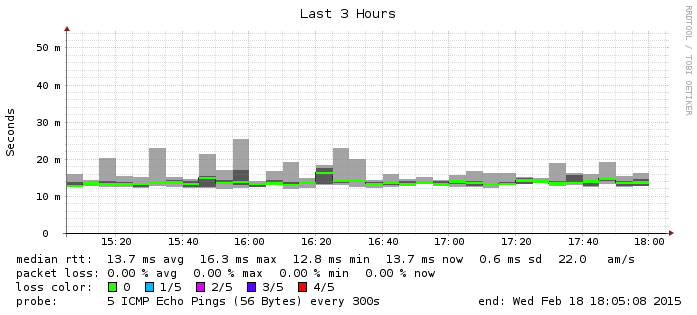 Last 3 Hours
RRDTOOL / TOBI OETIKER
Seconds
50 m
40 m
30 m
20 m
10 m
0
15:20 15:40 16:00 16:20 16:40 17:00 17:20 17:40 18:00
median rtt: 13.7 ms avg 16.3 ms max 12.8 ms min 13.7 ms now 0.6 ms sd 22.0 am/s
packet loss: 0.00 % avg 0.00 % max 0.00 % min 0.00 % now
loss color: 0 1/5 2/5 3/5 4/5
probe: 5 ICMP Echo Pings (56 Bytes) every 300s end: Wed Feb 18 18:05:08 2015